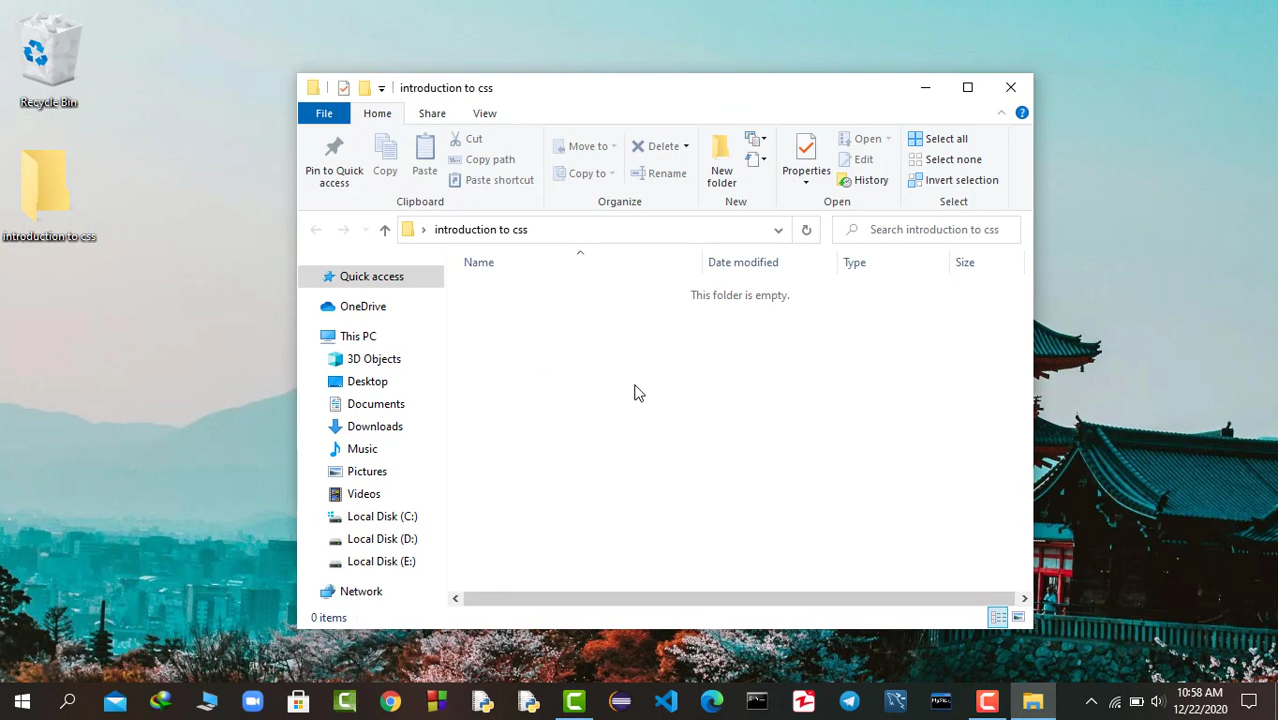 Recycle Bin
introduction to css
introduction to css
File Home Share View
Pin to Quick access
Copy
Paste
Cut
Copy path
Paste shortcut
Clipboard
Move to
Copy to
Delete
Rename
Organize
New folder
New
Properties
Open
Edit
History
Open
Select all
Select none
Invert selection
Select
introduction to css
Search introduction to css
Name Date modified Type Size
This folder is empty.
Quick access
OneDrive
This PC
3D Objects
Desktop
Documents
Downloads
Music
Pictures
Videos
Local Disk (C:)
Local Disk (D:)
Local Disk (E:)
Network
0 items
10:58 AM
12/22/2020